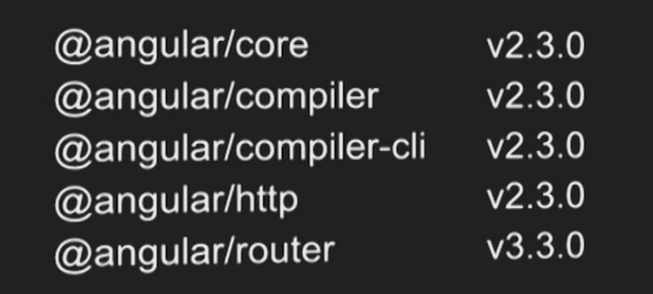 @angular/core v2.3.0
@angular/compiler v2.3.0
@angular/compiler-cli v2.3.0
@angular/http v2.3.0
@angular/router v3.3.0